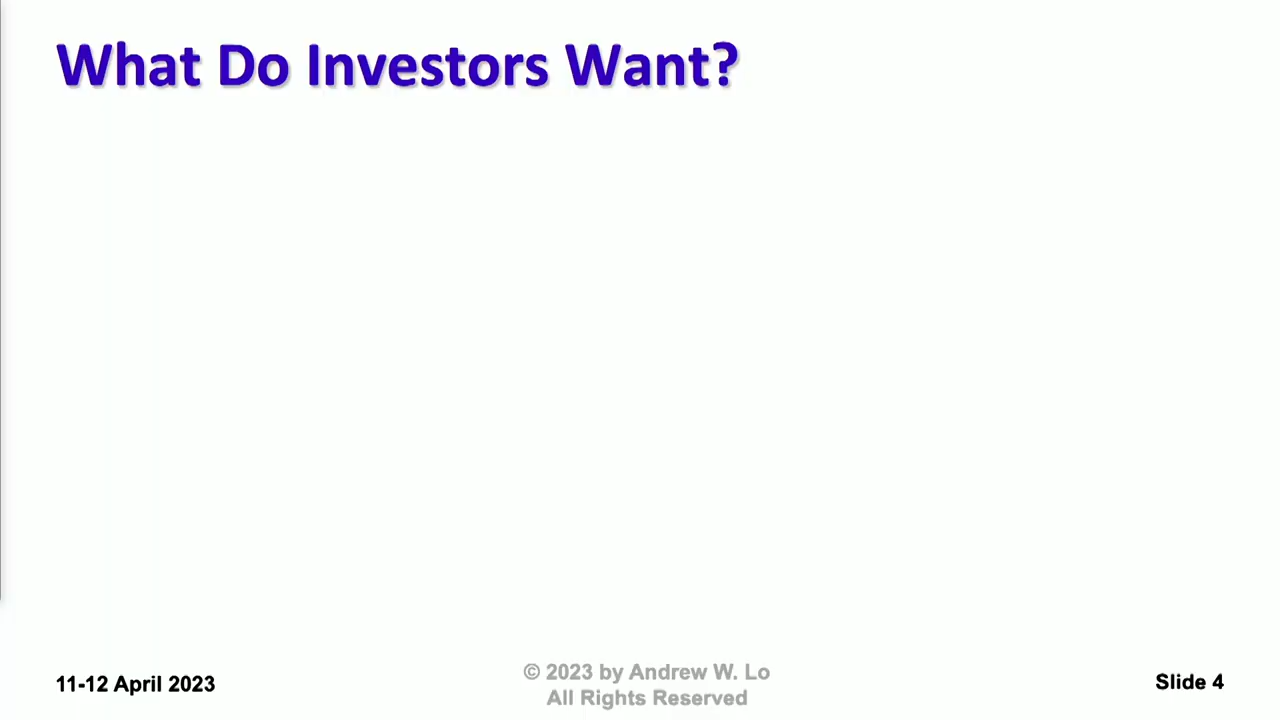 What Do Investors Want?
11-12 April 2023
© 2023 by Andrew W. Lo
All Rights Reserved
Slide 4